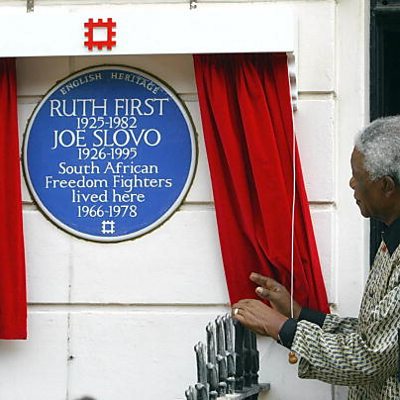 ENGLISH HERITAGE
RUTH FIRST
1925-1982
JOE SLOVO
1926-1995
South African
Freedom Fighters
lived here
1966-1978